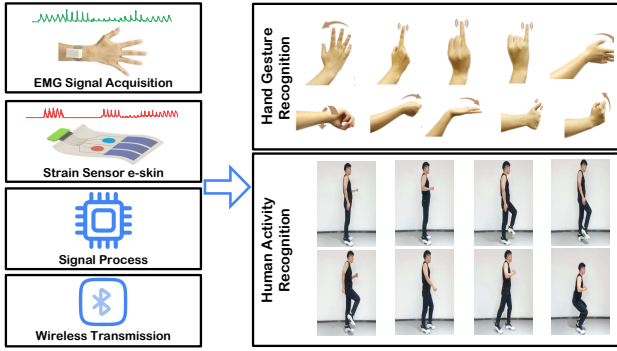 EMG Signal Acquisition
Strain Sensor e-skin
Signal Process
Wireless Transmission
Hand Gesture
Recognition
Human Activity
Recognition